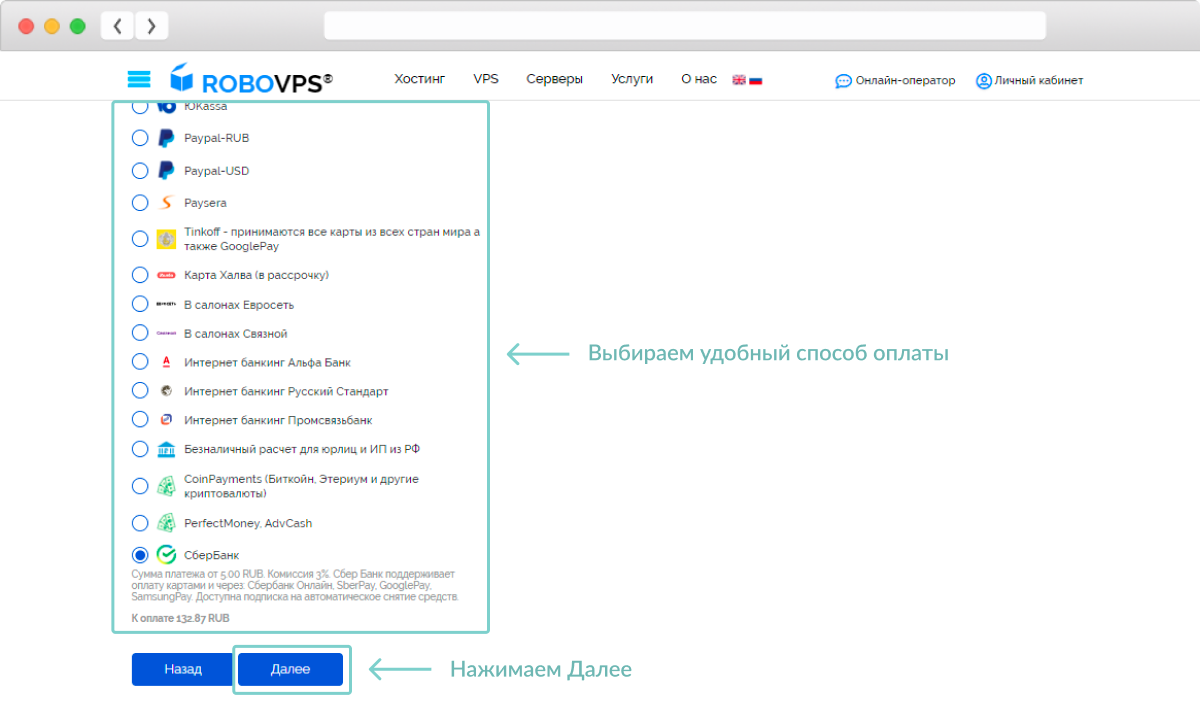 ROBOVPS®
Хостинг
VPS
Серверы
Услуги
О нас
Онлайн-оператор
Личный кабинет
ЮKassa
Paypal-RUB
Paypal-USD
Paysera
Tinkoff - принимаются все карты из всех стран мира а
также GooglePay
Карта Халва (в рассрочку)
В салонах Евросеть
В салонах Связной
Интернет банкинг Альфа Банк
Интернет банкинг Русский Стандарт
Интернет банкинг Промсвязьбанк
Безналичный расчет для юрлиц и ИП из РФ
CoinPayments (Биткойн, Этериум и другие
криптовалюты)
PerfectMoney, AdvCash
СберБанк
Сумма платежа от 5.00 RUB. Комиссия 3%. Сбер Банк поддерживает
оплату картами и через: Сбербанк Онлайн, SberPay, GooglePay,
SamsungPay. Доступна подписка на автоматическое снятие средств.
К оплате 132.87 RUB
Выбираем удобный способ оплаты
Назад
Далее
Нажимаем Далее